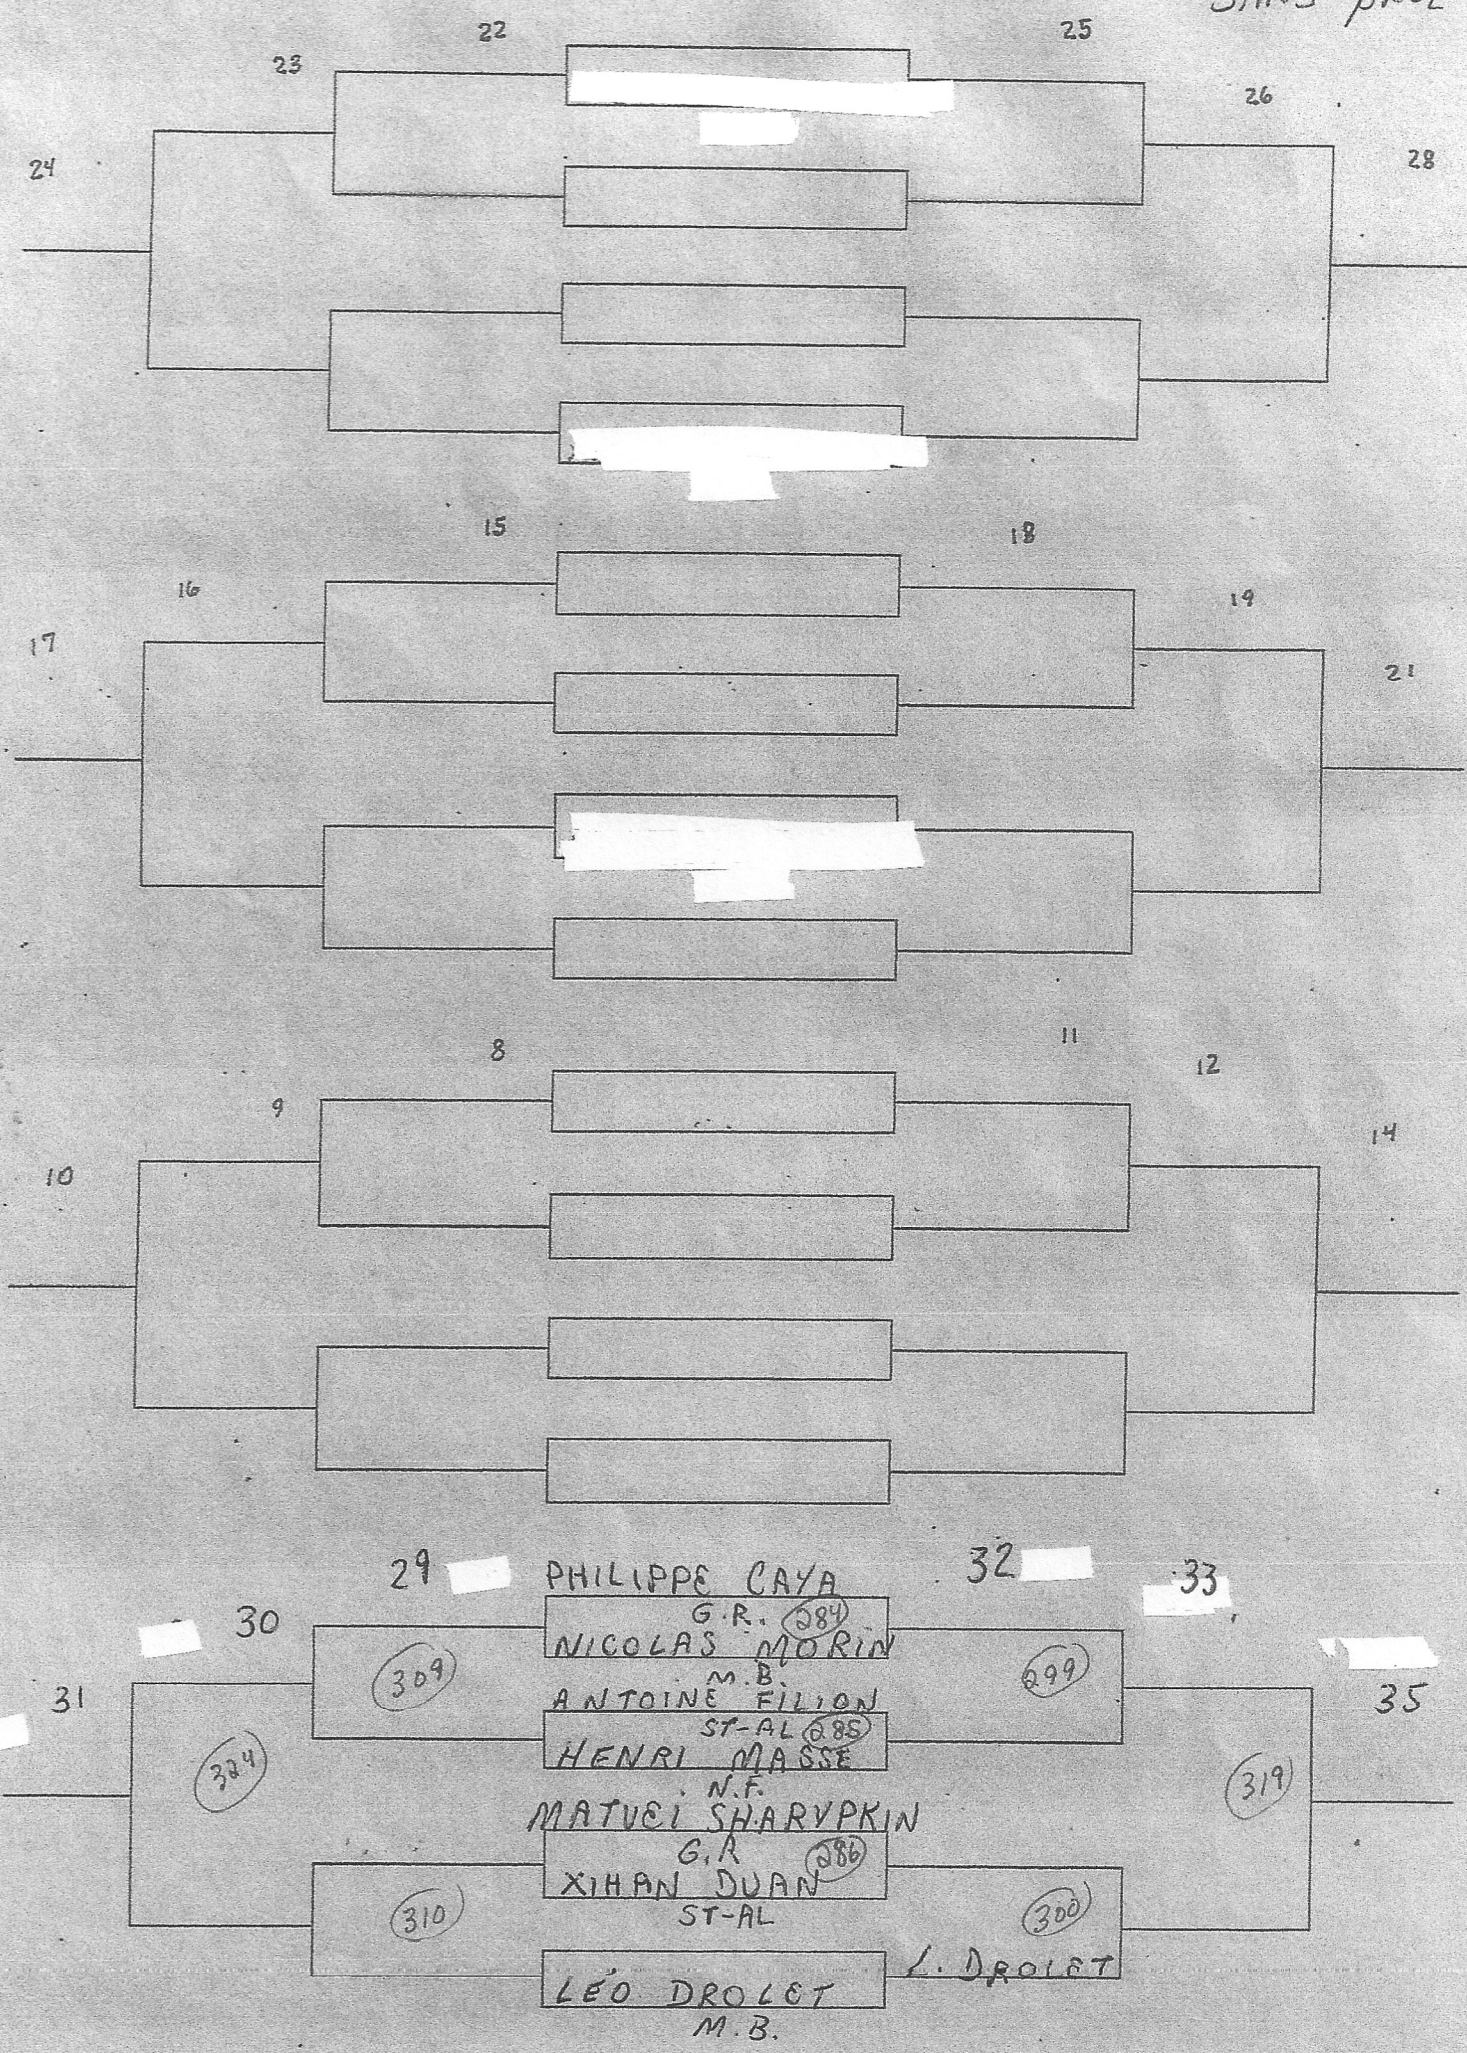 22
25
23
26
24
28
15
18
16
19
17
21
8
11
9
12
10
14
29
PHILIPPE CAYA
32
33
30
G.R. 284
309
NICOLAS MORIN
299
M.B.
31
ANTOINE FILION
35
ST-AL 285
324
HENRI MASSE
319
N.F.
MATVEI SHARVPKIN
G.R 286
XIHAN DUAN
310
ST-AL
300
L. DROLET
LÉO DROLET
M.B.